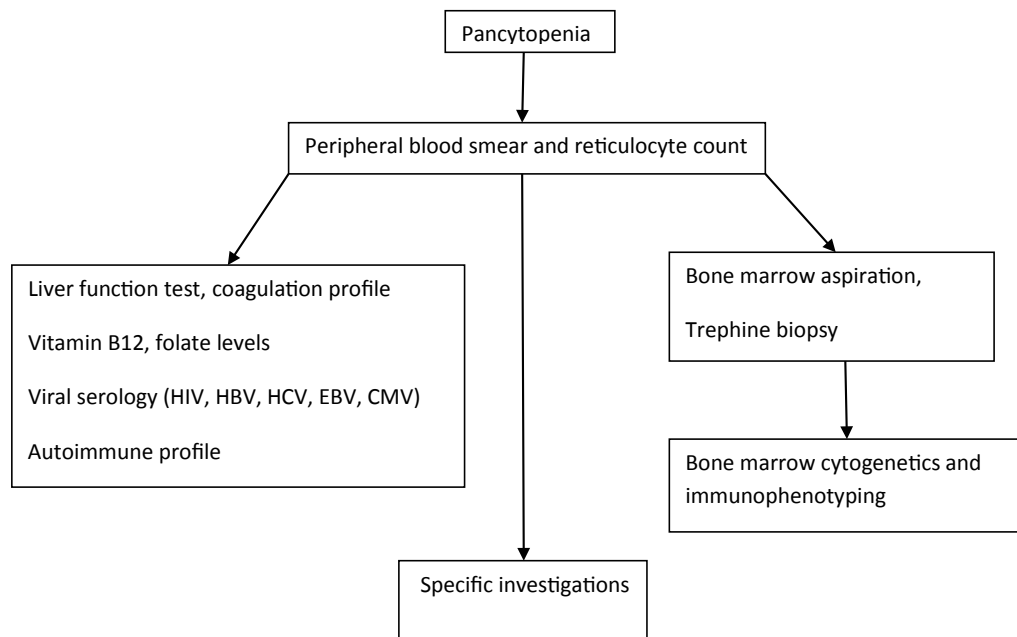 Pancytopenia
Peripheral blood smear and reticulocyte count
Liver function test, coagulation profile
Vitamin B12, folate levels
Viral serology (HIV, HBV, HCV, EBV, CMV)
Autoimmune profile
Bone marrow aspiration,
Trephine biopsy
Bone marrow cytogenetics and
immunophenotyping
Specific investigations